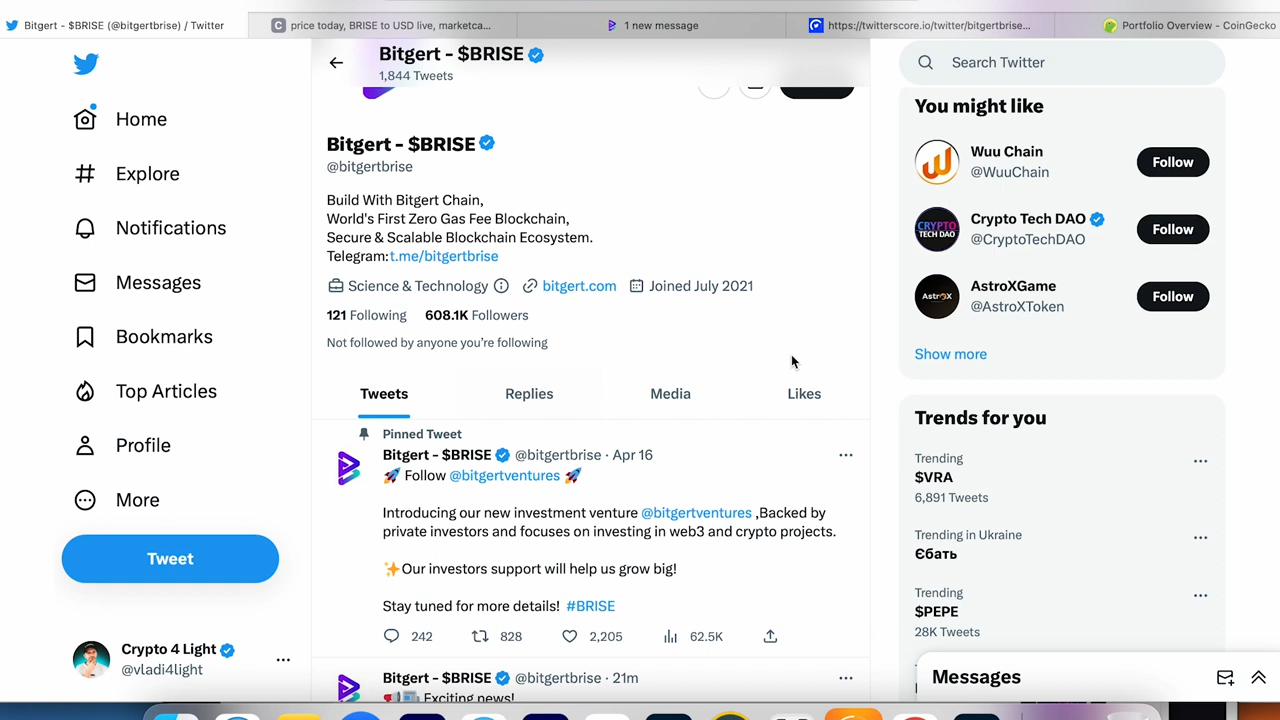 Bitgert - $BRISE (@bitgertbrise) / Twitter
price today, BRISE to USD live, marketca...
1 new message
https://twitterscore.io/twitter/bitgertbrise...
Portfolio Overview - CoinGecko
Home
Explore
Notifications
Messages
Bookmarks
Top Articles
Profile
More
Tweet
Crypto 4 Light
@vladi4light
Bitgert - $BRISE
1,844 Tweets
Bitgert - $BRISE
@bitgertbrise
Build With Bitgert Chain,
World's First Zero Gas Fee Blockchain,
Secure & Scalable Blockchain Ecosystem.
Telegram:t.me/bitgertbrise
Science & Technology bitgert.com Joined July 2021
121 Following 608.1K Followers
Not followed by anyone you're following
Tweets Replies Media Likes
Pinned Tweet
Bitgert - $BRISE @bitgertbrise · Apr 16
🚀 Follow @bitgertventures 🚀
Introducing our new investment venture @bitgertventures ,Backed by
private investors and focuses on investing in web3 and crypto projects.
✨Our investors support will help us grow big!
Stay tuned for more details! #BRISE
242 828 2,205 62.5K
Bitgert - $BRISE @bitgertbrise · 21m
📢📰 Exciting news!
Search Twitter
You might like
Wuu Chain
@WuuChain
Follow
CRYPTO
TECH DAO
Crypto Tech DAO
@CryptoTechDAO
Follow
AstrX
AstroXGame
@AstroXToken
Follow
Show more
Trends for you
Trending
$VRA
6,891 Tweets
Trending in Ukraine
Єбать
Trending
$PEPE
28K Tweets
Messages